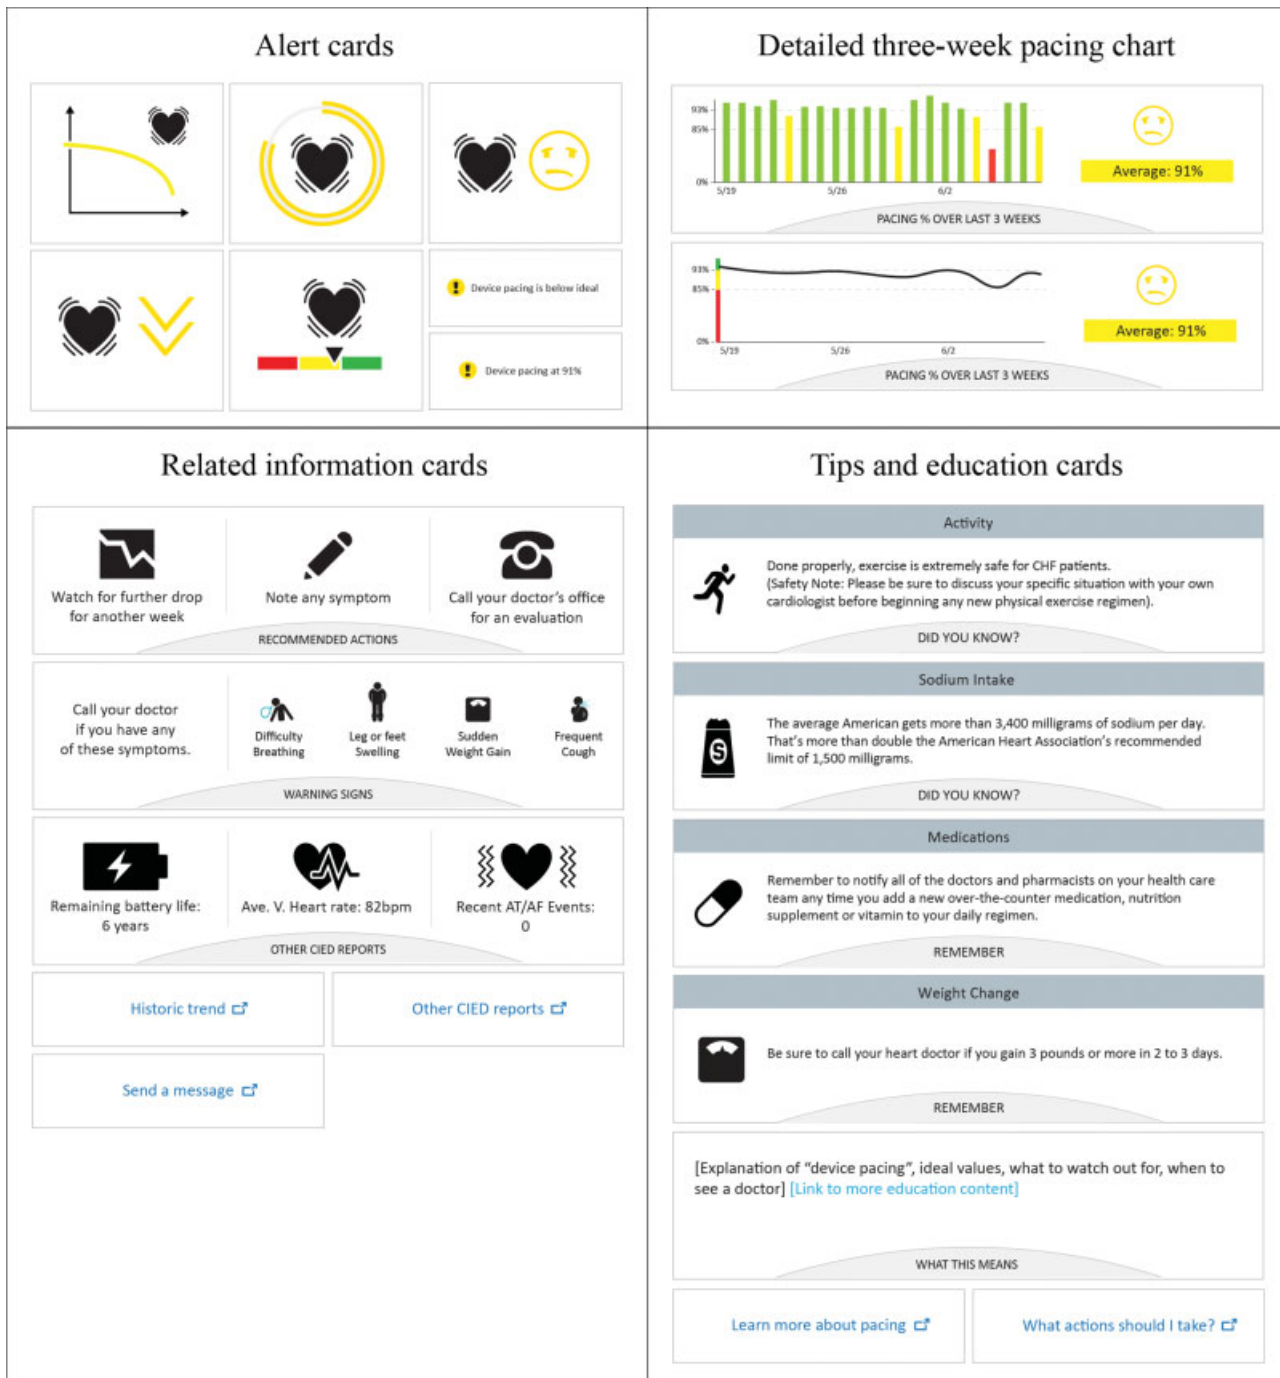 Alert cards
Device pacing is below ideal
Device pacing at 91%
Detailed three-week pacing chart
93%
85%
0%
5/19
5/26
6/2
Average: 91%
PACING % OVER LAST 3 WEEKS
93%
85%
0%
5/19
5/26
6/2
Average: 91%
PACING % OVER LAST 3 WEEKS
Related information cards
Watch for further drop
for another week
Note any symptom
Call your doctor's office
for an evaluation
RECOMMENDED ACTIONS
Call your doctor
if you have any
of these symptoms.
Difficulty
Breathing
Leg or feet
Swelling
Sudden
Weight Gain
Frequent
Cough
WARNING SIGNS
Remaining battery life:
6 years
Ave. V. Heart rate: 82bpm
Recent AT/AF Events:
0
OTHER CIED REPORTS
Historic trend
Other CIED reports
Send a message
Tips and education cards
Activity
Done properly, exercise is extremely safe for CHF patients.
(Safety Note: Please be sure to discuss your specific situation with your own
cardiologist before beginning any new physical exercise regimen).
DID YOU KNOW?
Sodium Intake
S
The average American gets more than 3,400 milligrams of sodium per day.
That's more than double the American Heart Association's recommended
limit of 1,500 milligrams.
DID YOU KNOW?
Medications
Remember to notify all of the doctors and pharmacists on your health care
team any time you add a new over-the-counter medication, nutrition
supplement or vitamin to your daily regimen.
REMEMBER
Weight Change
Be sure to call your heart doctor if you gain 3 pounds or more in 2 to 3 days.
REMEMBER
[Explanation of "device pacing", ideal values, what to watch out for, when to
see a doctor] [Link to more education content]
WHAT THIS MEANS
Learn more about pacing
What actions should I take?